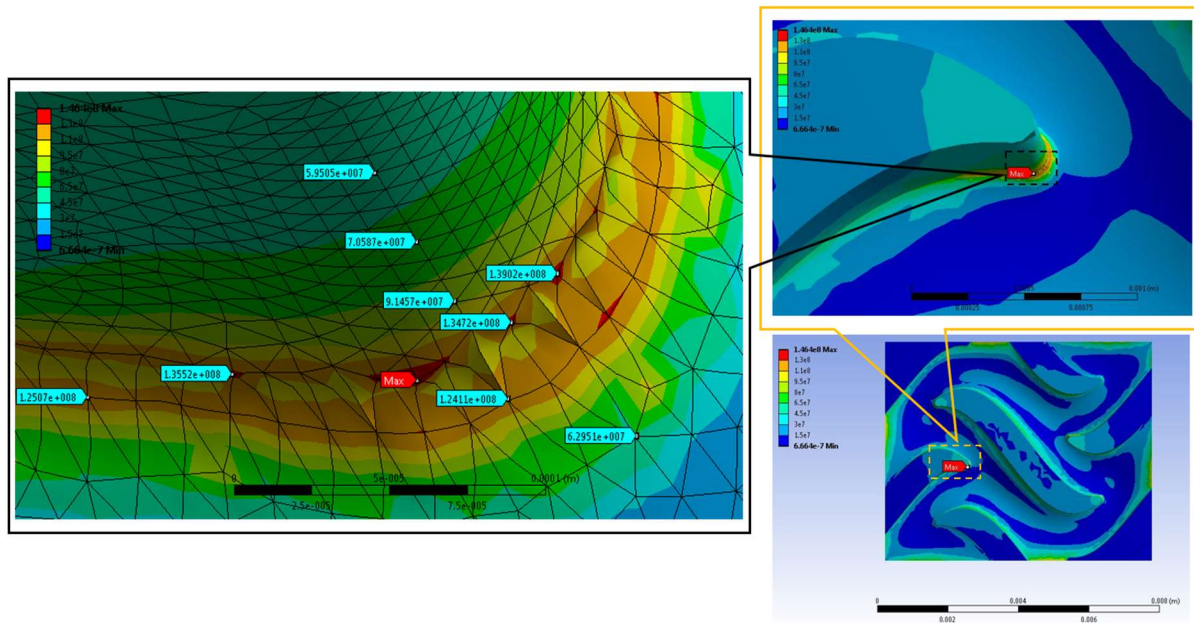 1.464e8 Max
1.3e8
1.1e8
9.5e7
8e7
6.5e7
4.5e7
3e7
1.5e7
6.664e-7 Min
5.9505e+007
7.0587e+007
1.3902e+008
9.1457e+007
1.3472e+008
1.3552e+008
Max
1.2507e+008
1.2411e+008
6.2951e+007
0
5e-005
0.0001 (m)
2.5e-005
7.5e-005
1.464e8 Max
1.3e8
1.1e8
9.5e7
8e7
6.5e7
4.5e7
3e7
1.5e7
6.664e-7 Min
Max
0.001 (m)
0.00025
0.00075
1.464e8 Max
1.3e8
1.1e8
9.5e7
8e7
6.5e7
4.5e7
3e7
1.5e7
6.664e-7 Min
Max
0
0.004
0.008 (m)
0.002
0.006